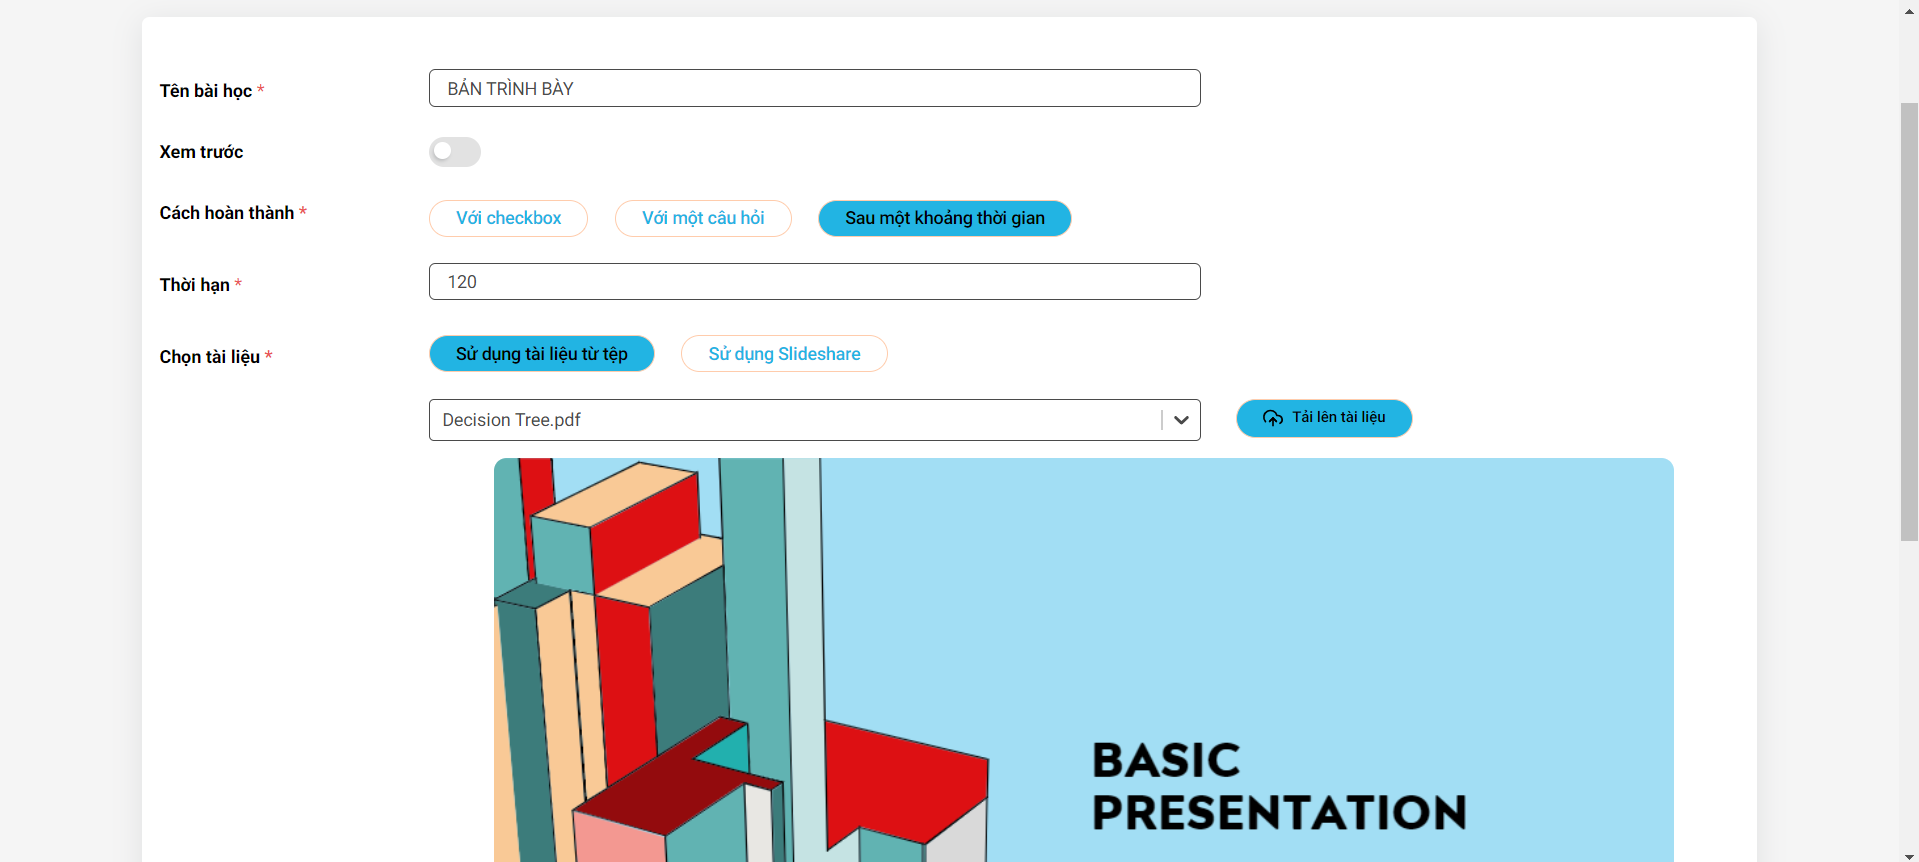 Tên bài học *
BẢN TRÌNH BÀY
Xem trước
Cách hoàn thành *
Với checkbox
Với một câu hỏi
Sau một khoảng thời gian
Thời hạn *
120
Chọn tài liệu *
Sử dụng tài liệu từ tệp
Sử dụng Slideshare
Decision Tree.pdf
Tải lên tài liệu
BASIC
PRESENTATION